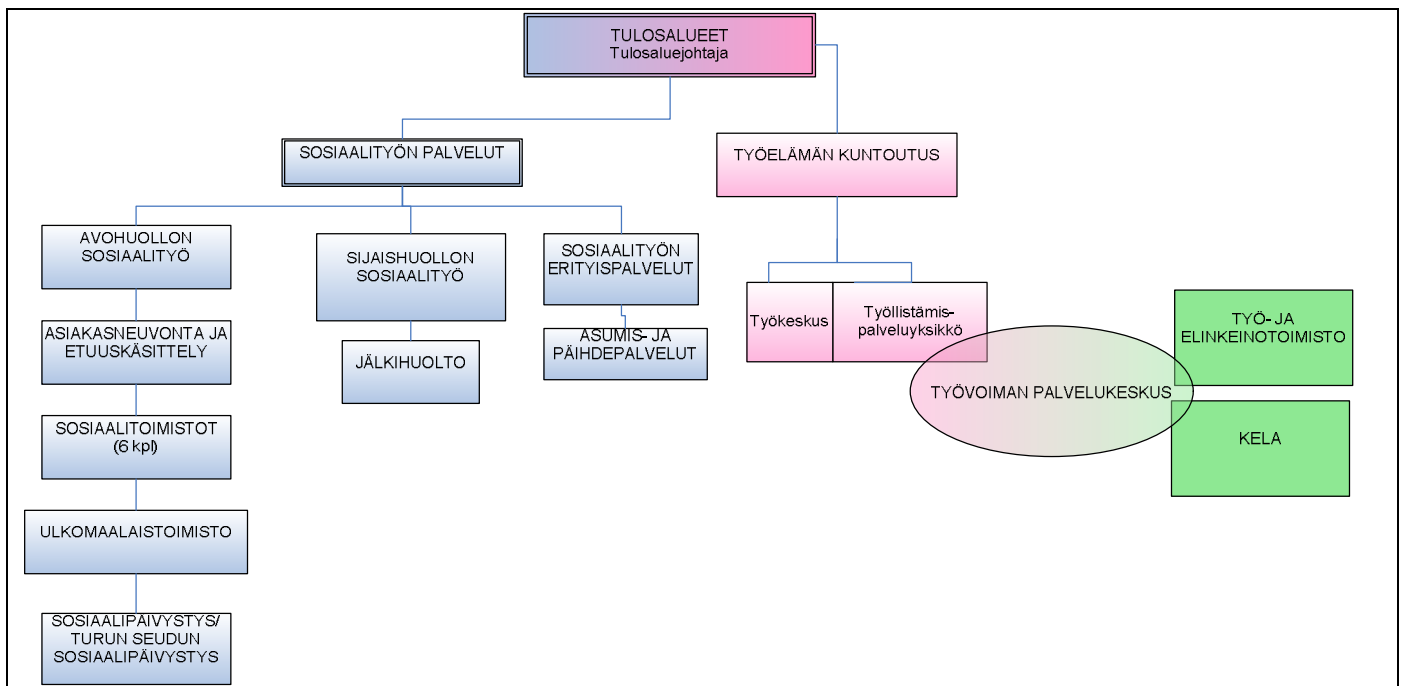 TULOSALUEET
Tulosaluejohtaja
SOSIAALITYÖN PALVELUT
TYÖELÄMÄN KUNTOUTUS
AVOHUOLLON
SOSIAALITYÖ
SIJAISHUOLLON
SOSIAALITYÖ
SOSIAALITYÖN
ERITYISPALVELUT
ASIAKASNEUVONTA JA
ETUUSKÄSITTELY
JÄLKIHUOLTO
ASUMIS- JA
PÄIHDEPALVELUT
Työkeskus
Työllistämis-
palveluyksikkö
TYÖ- JA
ELINKEINOTOIMISTO
TYÖVOIMAN PALVELUKESKUS
KELA
SOSIAALITOIMISTOT
(6 kpl)
ULKOMAALAISTOIMISTO
SOSIAALIPÄIVYSTYS/
TURUN SEUDUN
SOSIAALIPÄIVYSTYS